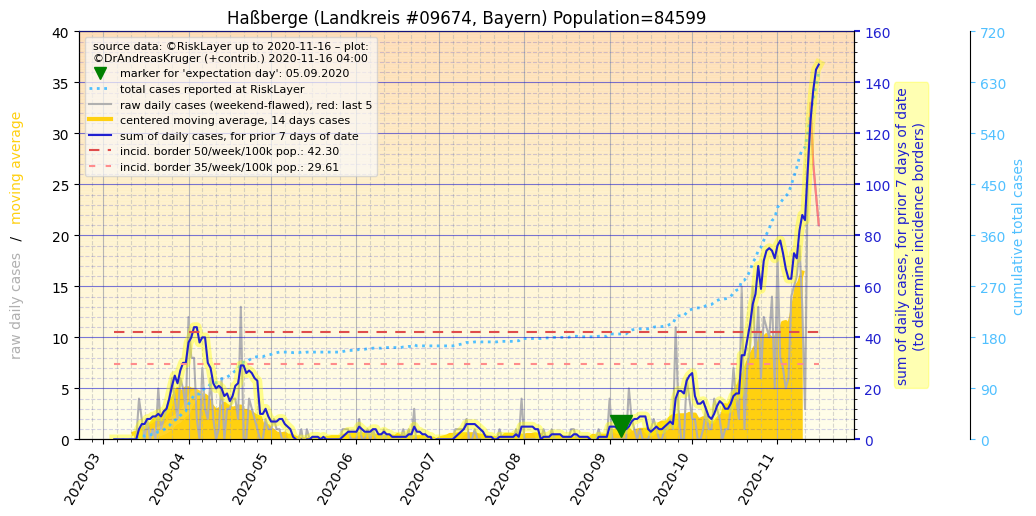 Haßberge (Landkreis #09674, Bayern) Population=84599
source data: ©RiskLayer up to 2020-11-16 – plot:
©DrAndreasKruger (+contrib.) 2020-11-16 04:00
marker for 'expectation day': 05.09.2020
total cases reported at RiskLayer
raw daily cases (weekend-flawed), red: last 5
centered moving average, 14 days cases
sum of daily cases, for prior 7 days of date
incid. border 50/week/100k pop.: 42.30
incid. border 35/week/100k pop.: 29.61
raw daily cases / moving average
40
35
30
25
20
15
10
5
0
2020-03
2020-04
2020-05
2020-06
2020-07
2020-08
2020-09
2020-10
2020-11
160
140
120
100
80
60
40
20
0
sum of daily cases, for prior 7 days of date
(to determine incidence borders)
720
630
540
450
360
270
180
90
0
cumulative total cases